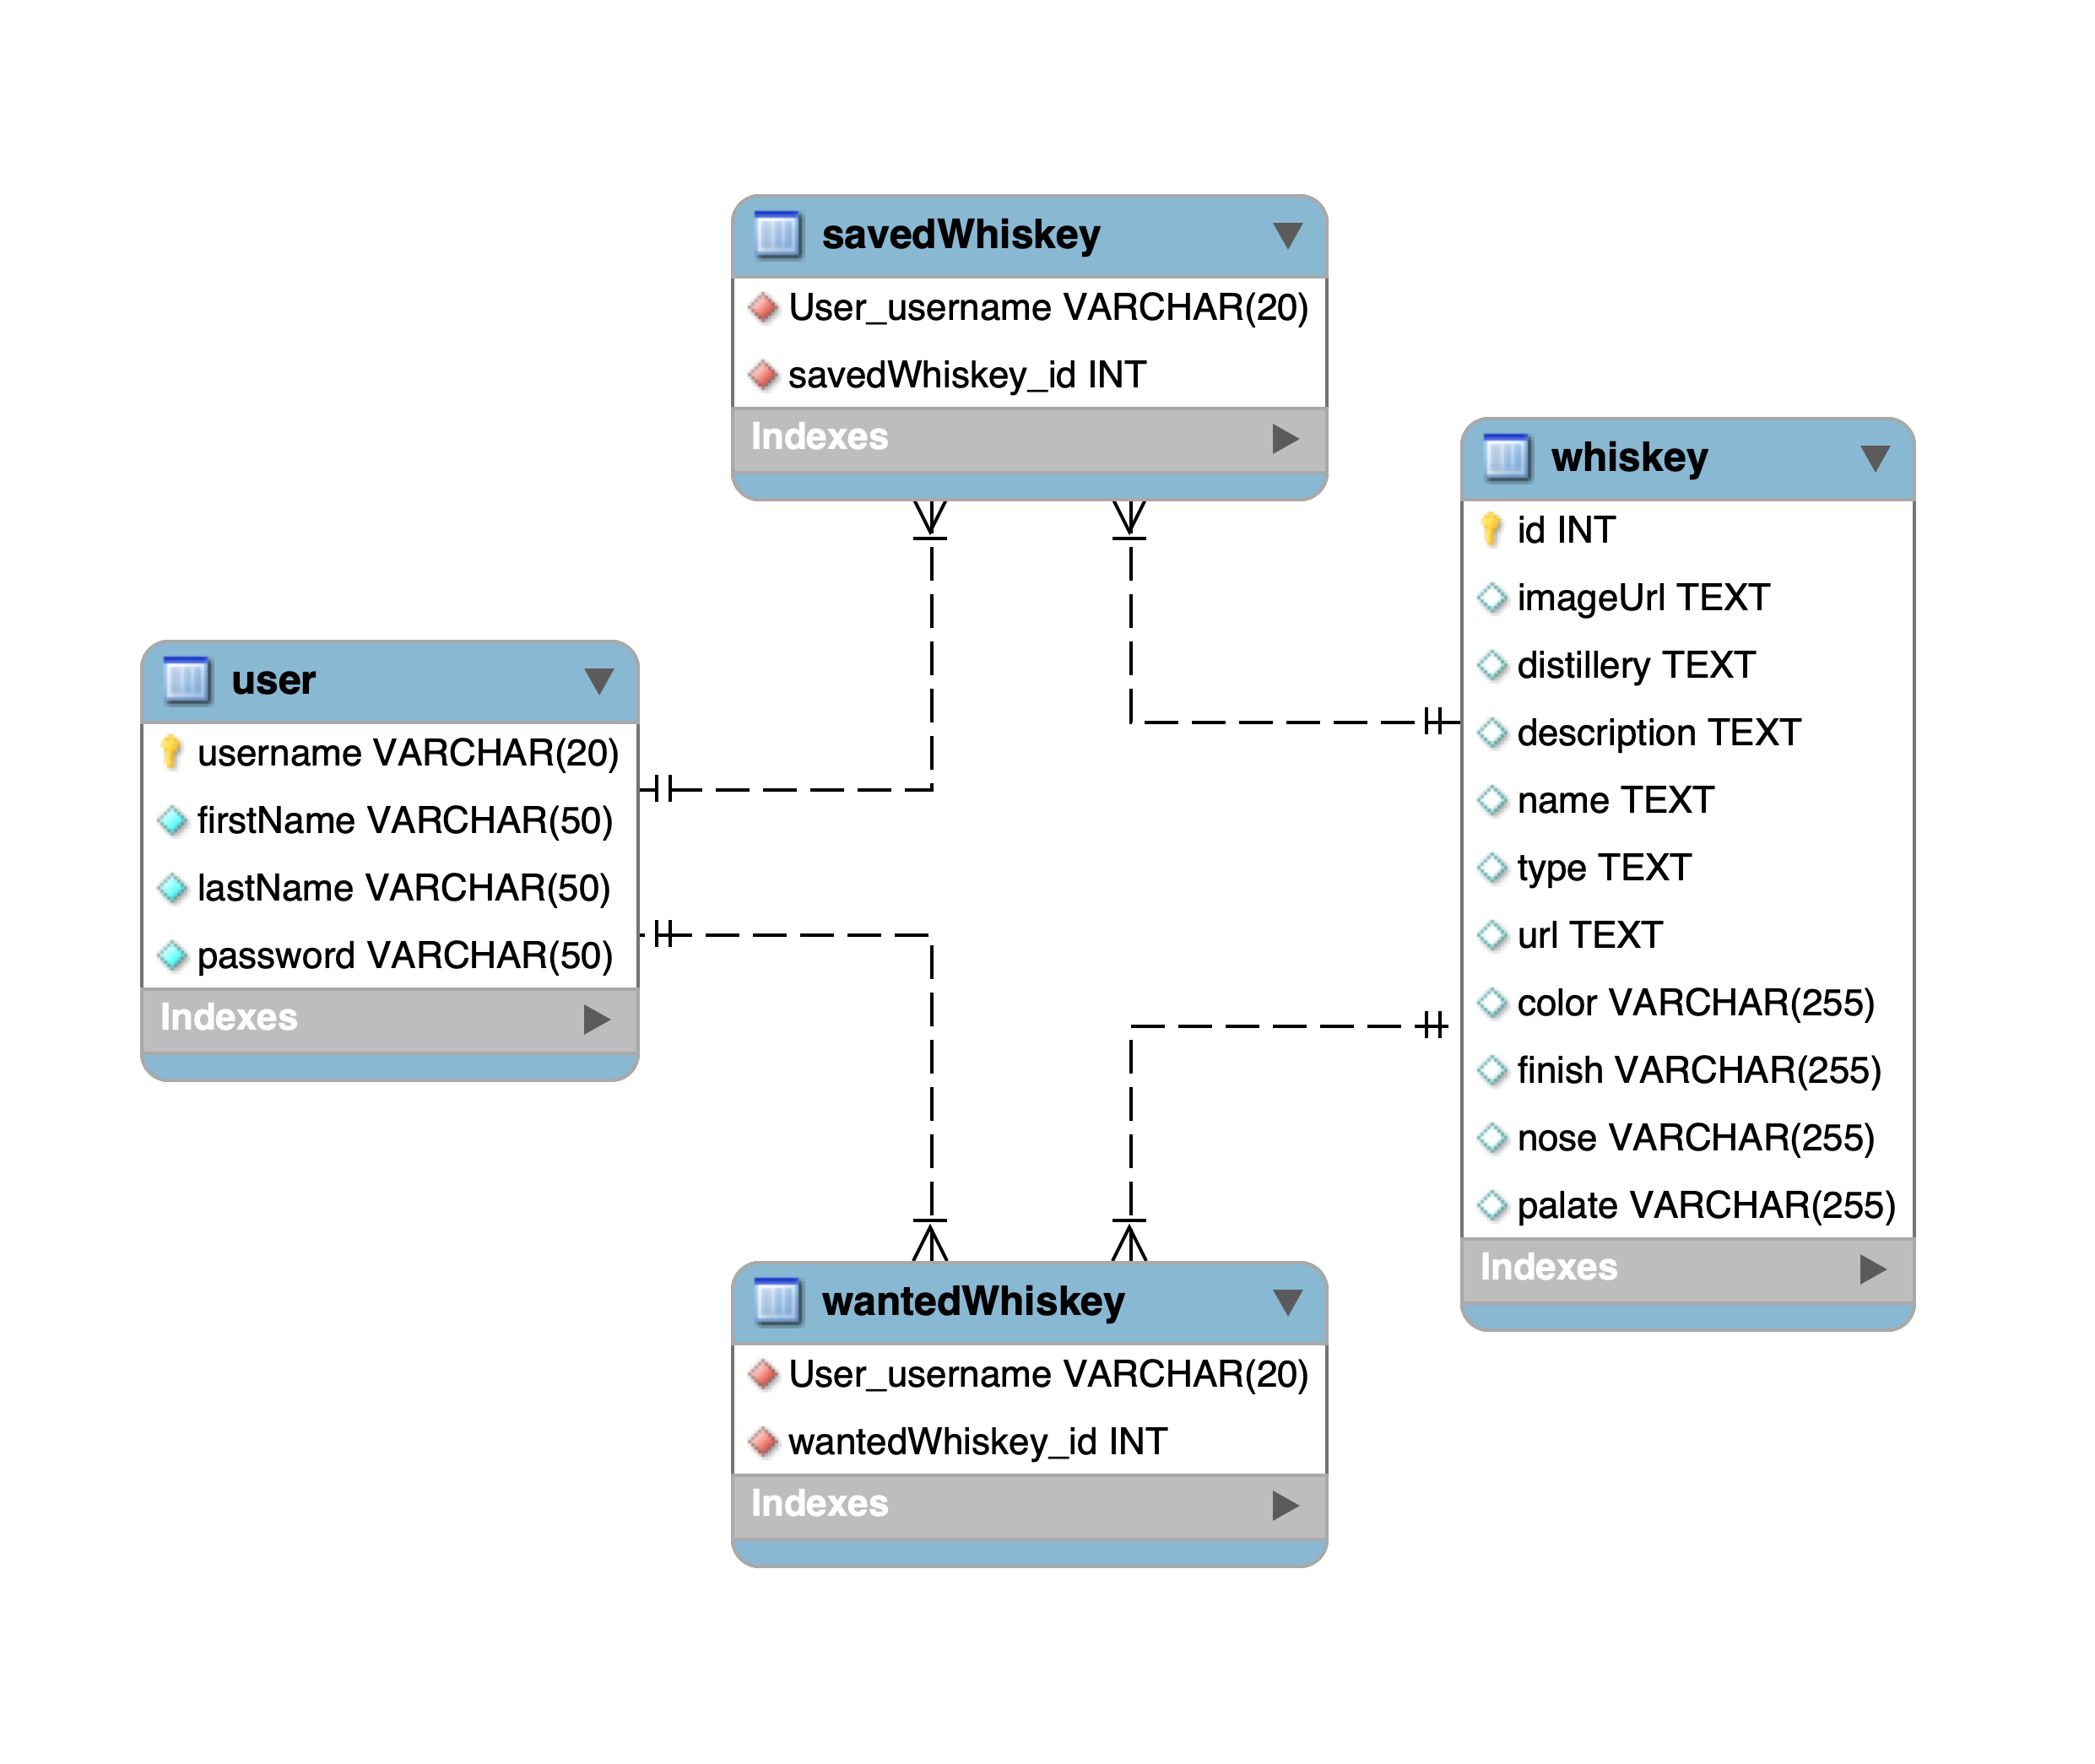 savedWhiskey
User_username VARCHAR(20)
savedWhiskey_id INT
Indexes
user
username VARCHAR(20)
firstName VARCHAR(50)
lastName VARCHAR(50)
password VARCHAR(50)
Indexes
whiskey
id INT
imageUrl TEXT
distillery TEXT
description TEXT
name TEXT
type TEXT
url TEXT
color VARCHAR(255)
finish VARCHAR(255)
nose VARCHAR(255)
palate VARCHAR(255)
Indexes
wantedWhiskey
User_username VARCHAR(20)
wantedWhiskey_id INT
Indexes